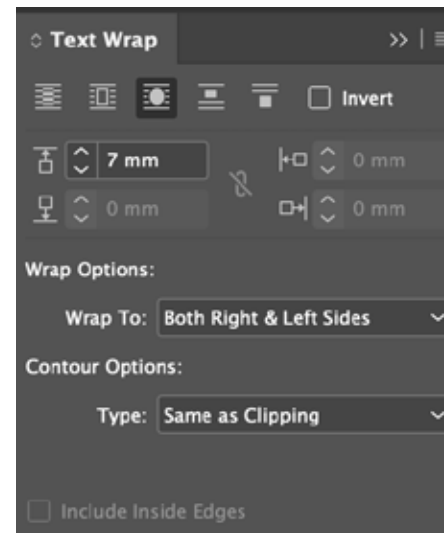 Text Wrap
Invert
7 mm
0 mm
0 mm
0 mm
Wrap Options:
Wrap To: Both Right & Left Sides
Contour Options:
Type: Same as Clipping
Include Inside Edges